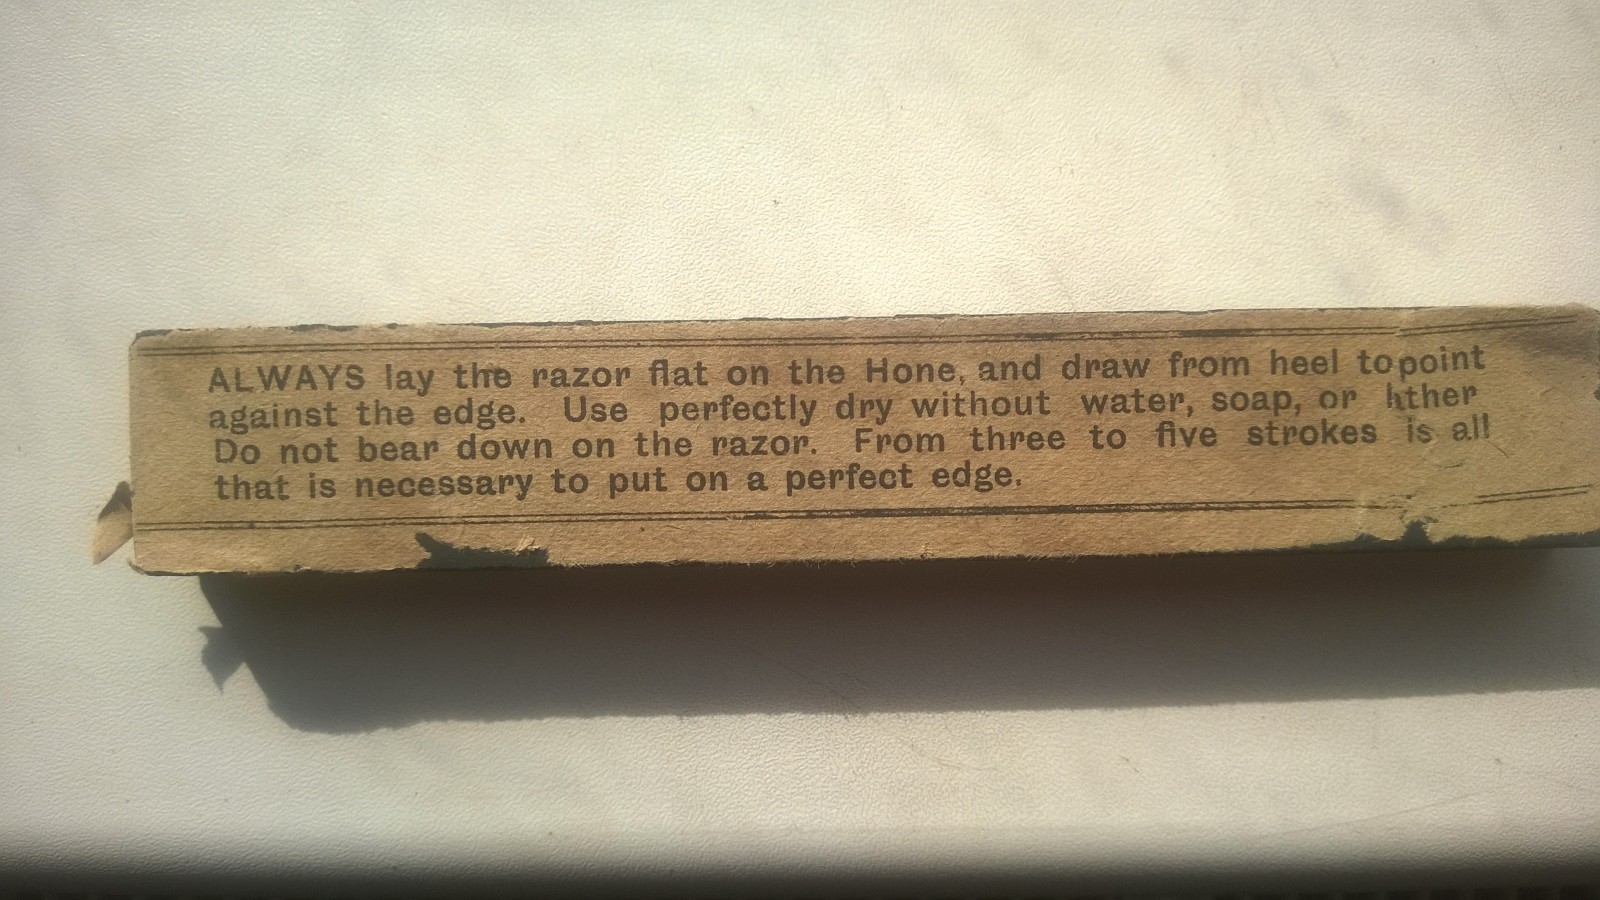 ALWAYS lay the razor flat on the Hone, and draw from heel to point
against the edge. Use perfectly dry without water, soap, or
Do not bear down on the razor. From three to five strokes is all
that is necessary to put on a perfect edge.